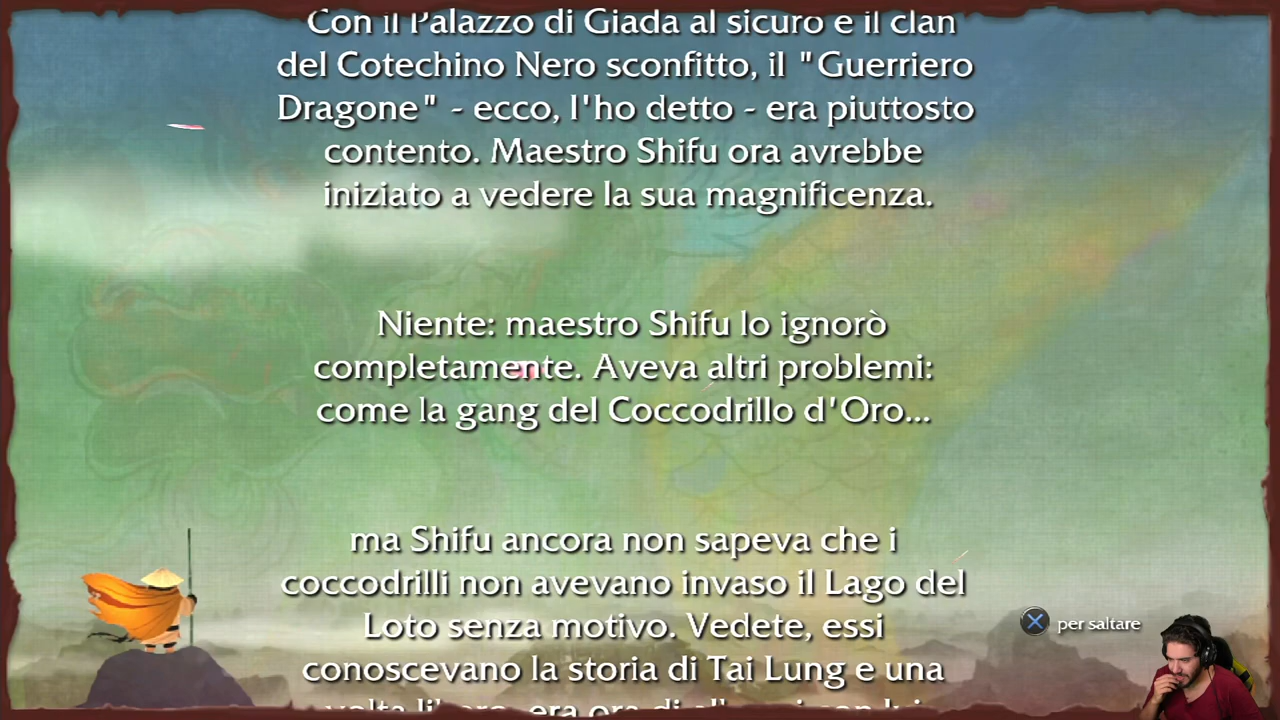 Con il Palazzo di Giada al sicuro e il clan
del Cotechino Nero sconfitto, il "Guerriero
Dragone" - ecco, l'ho detto - era piuttosto
contento. Maestro Shifu ora avrebbe
iniziato a vedere la sua magnificenza.
Niente: maestro Shifu lo ignorò
completamente. Aveva altri problemi:
come la gang del Coccodrillo d'Oro...
ma Shifu ancora non sapeva che i
coccodrilli non avevano invaso il Lago del
Loto senza motivo. Vedete, essi
conoscevano la storia di Tai Lung e una
per saltare